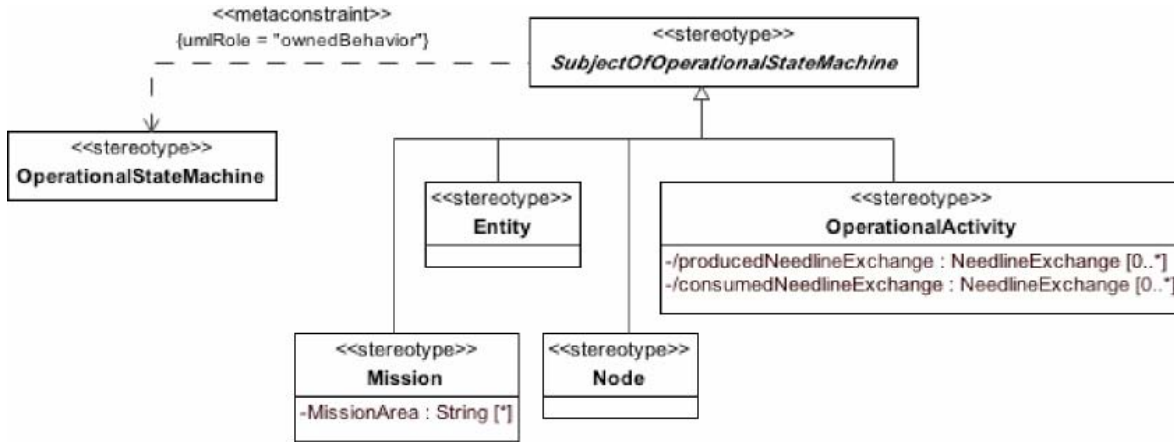 <<metaconstraint>>
{umlRole = "ownedBehavior"}
<<stereotype>>
SubjectOfOperationalStateMachine
<<stereotype>>
OperationalStateMachine
<<stereotype>>
Entity
<<stereotype>>
OperationalActivity
-/producedNeedlineExchange : NeedlineExchange [0..*]
-/consumedNeedlineExchange : NeedlineExchange [0..*]
<<stereotype>>
Mission
-MissionArea : String [*]
<<stereotype>>
Node